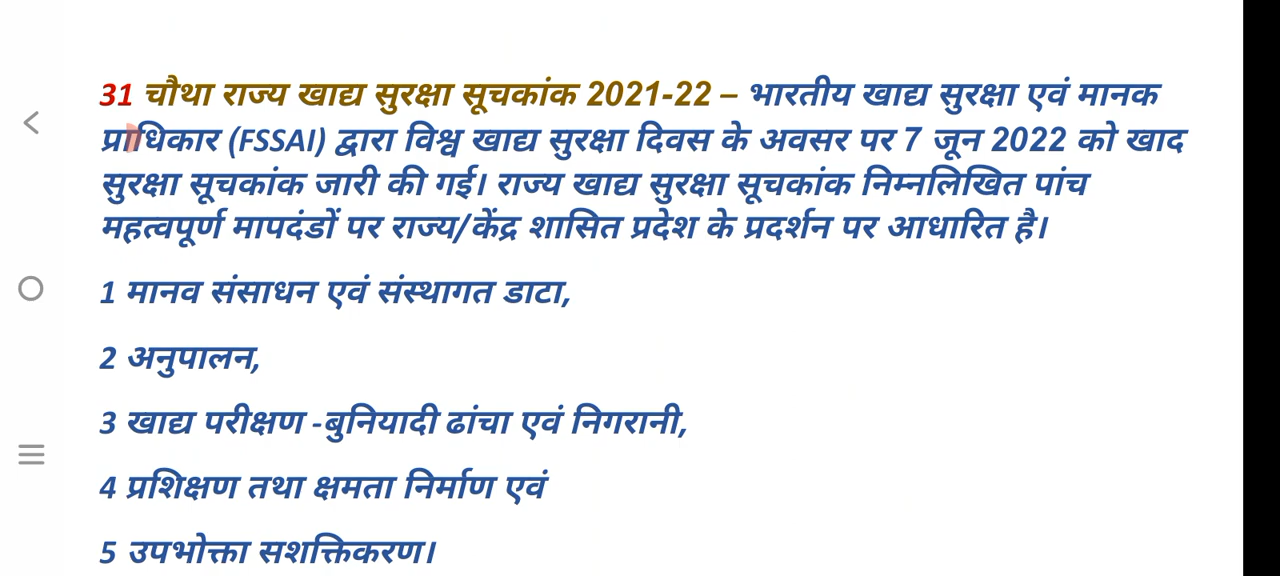 31 चौथा राज्य खाद्य सुरक्षा सूचकांक 2021-22 – भारतीय खाद्य सुरक्षा एवं मानक
प्राधिकार (FSSAI) द्वारा विश्व खाद्य सुरक्षा दिवस के अवसर पर 7 जून 2022 को खाद
सुरक्षा सूचकांक जारी की गई। राज्य खाद्य सुरक्षा सूचकांक निम्नलिखित पांच
महत्वपूर्ण मापदंडों पर राज्य/केंद्र शासित प्रदेश के प्रदर्शन पर आधारित है।
1 मानव संसाधन एवं संस्थागत डाटा,
2 अनुपालन,
3 खाद्य परीक्षण -बुनियादी ढांचा एवं निगरानी,
4 प्रशिक्षण तथा क्षमता निर्माण एवं
5 उपभोक्ता सशक्तिकरण।